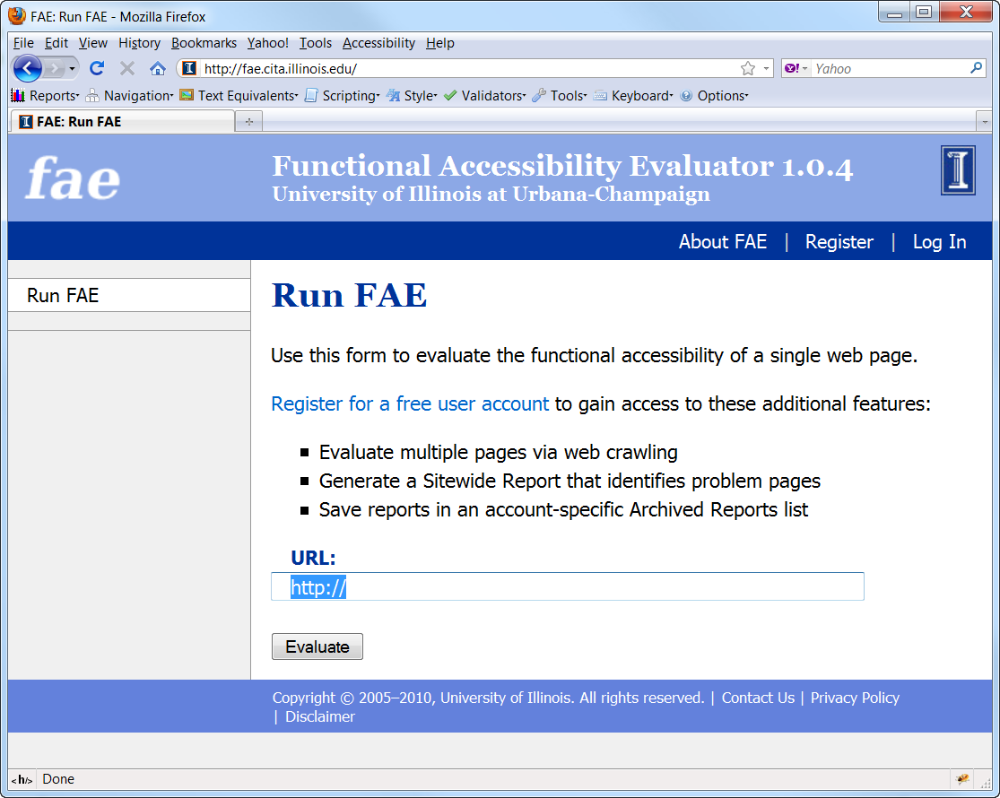 FAE: Run FAE - Mozilla Firefox
File Edit View History Bookmarks Yahoo! Tools Accessibility Help
http://fae.cita.illinois.edu/
Y! Yahoo
Reports Navigation Text Equivalents Scripting Style Validators Tools Keyboard Options
FAE: Run FAE
fae
Functional Accessibility Evaluator 1.0.4
University of Illinois at Urbana-Champaign
I
About FAE | Register | Log In
Run FAE
Run FAE
Use this form to evaluate the functional accessibility of a single web page.
Register for a free user account to gain access to these additional features:
Evaluate multiple pages via web crawling
Generate a Sitewide Report that identifies problem pages
Save reports in an account-specific Archived Reports list
URL:
http://
Evaluate
Copyright © 2005–2010, University of Illinois. All rights reserved. | Contact Us | Privacy Policy
| Disclaimer
<h/> Done